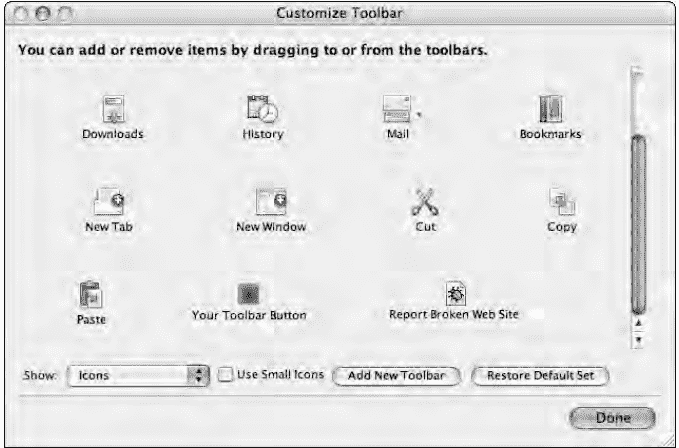 Customize Toolbar
You can add or remove items by dragging to or from the toolbars.
Downloads History Mail Bookmarks
New Tab New Window Cut Copy
Paste Your Toolbar Button Report Broken Web Site
Show: Icons Use Small Icons Add New Toolbar Restore Default Set
Done